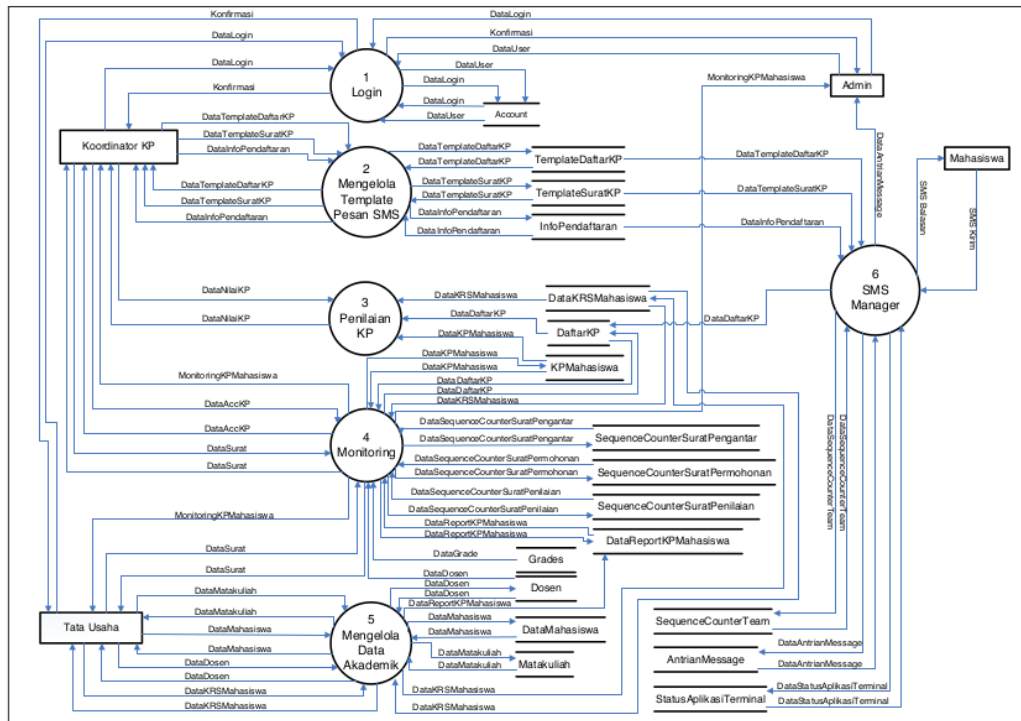 Konfirmasi
DataLogin
DataLogin
Konfirmasi
DataLogin
Konfirmasi
DataUser
DataUser
DataLogin
DataLogin
DataUser
1
Login
Account
MonitoringKPMahasiswa
Admin
Koordinator KP
DataTemplateDaftarKP
DataTemplateSuratKP
DataInfoPendaftaran
DataTemplateDaftarKP
DataTemplateSuratKP
DataInfoPendaftaran
2
Mengelola
Template
Pesan SMS
DataTemplateDaftarKP
DataTemplateDaftarKP
DataTemplateSuratKP
DataTemplateSuratKP
DataInfoPendaftaran
DataInfoPendaftaran
TemplateDaftarKP
TemplateSuratKP
InfoPendaftaran
DataTemplateDaftarKP
DataTemplateSuratKP
DataInfoPendaftaran
DataAntrianMessage
Mahasiswa
SMS Balasan
SMS Kirim
6
SMS
Manager
DataNilaiKP
DataNilaiKP
3
Penilaian
KP
DataKRSMahasiswa
DataDaftarKP
DataKPMahasiswa
DataKRSMahasiswa
DaftarKP
KPMahasiswa
DataDaftarKP
DataKPMahasiswa
DataKPMahasiswa
DataDaftarKP
DataDaftarKP
DataKRSMahasiswa
MonitoringKPMahasiswa
DataAccKP
DataAccKP
DataSurat
DataSurat
4
Monitoring
DataSequenceCounterSuratPengantar
DataSequenceCounterSuratPengantar
DataSequenceCounterSuratPermohonan
DataSequenceCounterSuratPermohonan
DataSequenceCounterSuratPenilaian
DataSequenceCounterSuratPenilaian
DataReportKPMahasiswa
DataReportKPMahasiswa
SequenceCounterSuratPengantar
SequenceCounterSuratPermohonan
SequenceCounterSuratPenilaian
DataReportKPMahasiswa
DataSequenceCounterTeam
DataSequenceCounterTeam
MonitoringKPMahasiswa
DataSurat
DataSurat
DataGrade
DataDosen
DataDosen
DataDosen
DataReportKPMahasiswa
Grades
Dosen
Tata Usaha
DataMatakuliah
DataMatakuliah
DataMahasiswa
DataMahasiswa
DataDosen
DataDosen
DataKRSMahasiswa
DataKRSMahasiswa
5
Mengelola
Data
Akademik
DataMahasiswa
DataMahasiswa
DataMatakuliah
DataMatakuliah
DataMahasiswa
Matakuliah
DataKRSMahasiswa
DataKRSMahasiswa
SequenceCounterTeam
AntrianMessage
StatusAplikasiTerminal
DataAntrianMessage
DataAntrianMessage
DataStatusAplikasiTerminal
DataStatusAplikasiTerminal